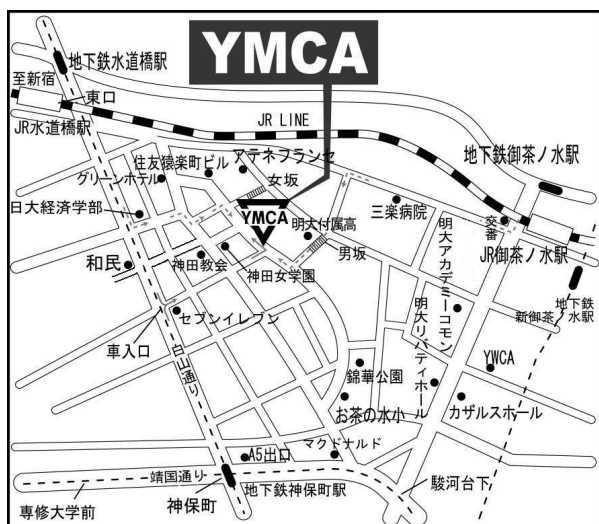 YMCA
地下鉄水道橋駅
至新宿
東口
JR水道橋駅
JR LINE
地下鉄御茶ノ水駅
住友猿楽町ビル
アテネフランセ
グリーンホテル
女坂
日大経済学部
YMCA
明大付属高
三楽病院
交番
JR御茶ノ水駅
男坂
和民
神田教会
神田女学園
明大アカデミーコモン
地下鉄
新御茶ノ水駅
セブンイレブン
車入口
白山通り
明大リバティホール
YWCA
錦華公園
お茶の水小
カザルスホール
マクドナルド
A5出口
靖国通り
地下鉄神保町駅
駿河台下
専修大学前
神保町